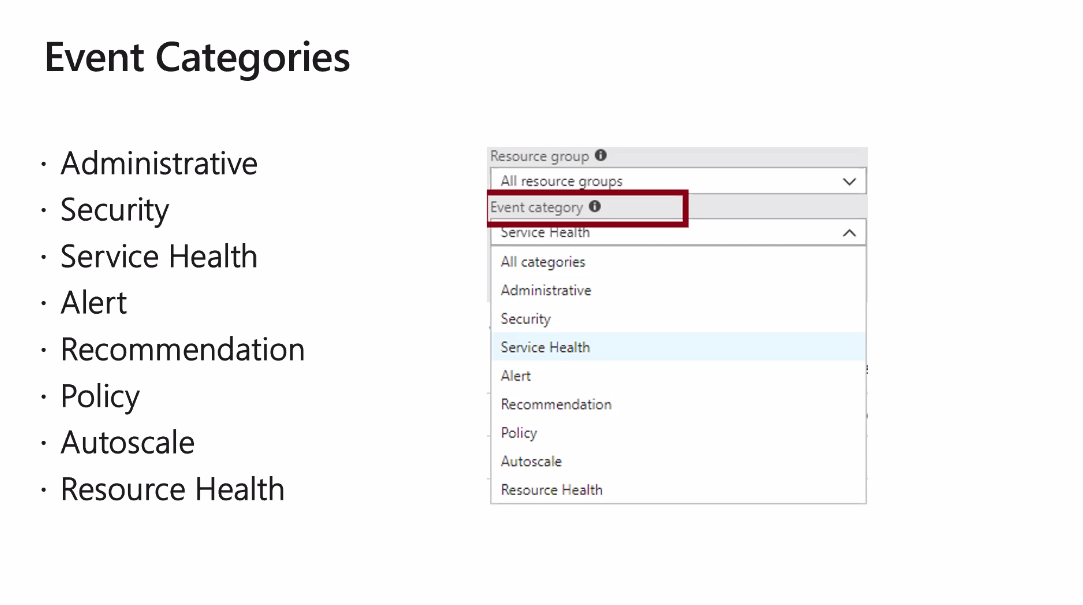 Event Categories
· Administrative
· Security
· Service Health
· Alert
· Recommendation
· Policy
· Autoscale
· Resource Health
Resource group
All resource groups
Event category
Service Health
All categories
Administrative
Security
Service Health
Alert
Recommendation
Policy
Autoscale
Resource Health